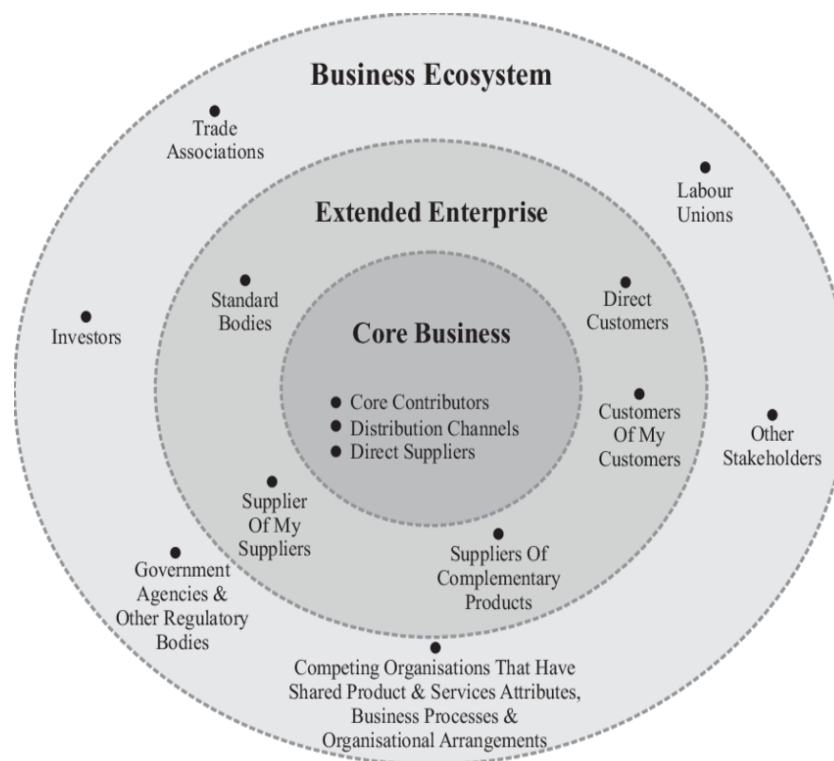 Business Ecosystem
Trade
Associations
Labour
Unions
Extended Enterprise
Standard
Bodies
Direct
Customers
Investors
Core Business
Core Contributors
Distribution Channels
Direct Suppliers
Customers
Of My
Customers
Other
Stakeholders
Supplier
Of My
Suppliers
Suppliers Of
Complementary
Products
Government
Agencies &
Other Regulatory
Bodies
Competing Organisations That Have
Shared Product & Services Attributes,
Business Processes &
Organisational Arrangements